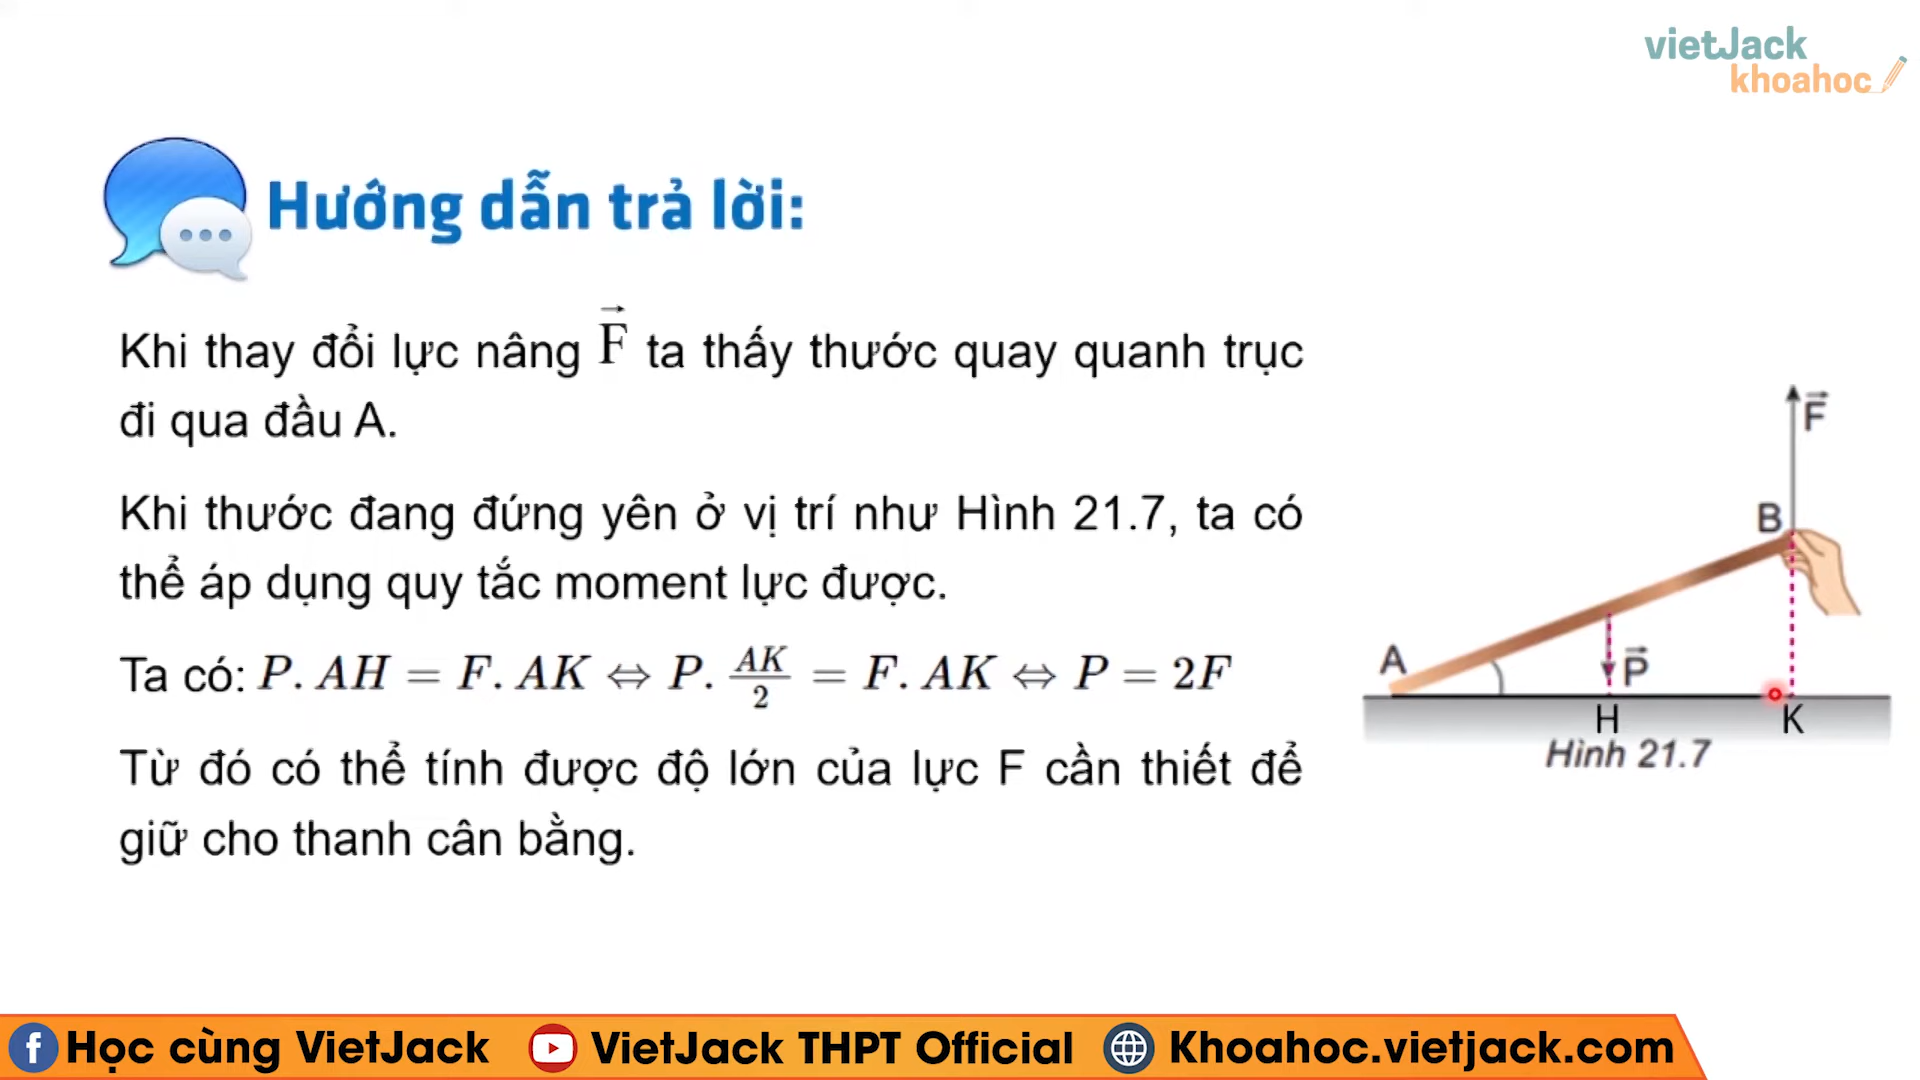 vietJack
khoahoc
Hướng dẫn trả lời:
Khi thay đổi lực nâng F⃗ ta thấy thước quay quanh trục
đi qua đầu A.
Khi thước đang đứng yên ở vị trí như Hình 21.7, ta có
thể áp dụng quy tắc moment lực được.
Ta có: P. AH = F. AK ⇔ P. AK/2 = F. AK ⇔ P = 2F
Từ đó có thể tính được độ lớn của lực F cần thiết để
giữ cho thanh cân bằng.
F⃗
B
A
P⃗
H
K
Hình 21.7
Học cùng VietJack
VietJack THPT Official
Khoahoc.vietjack.com